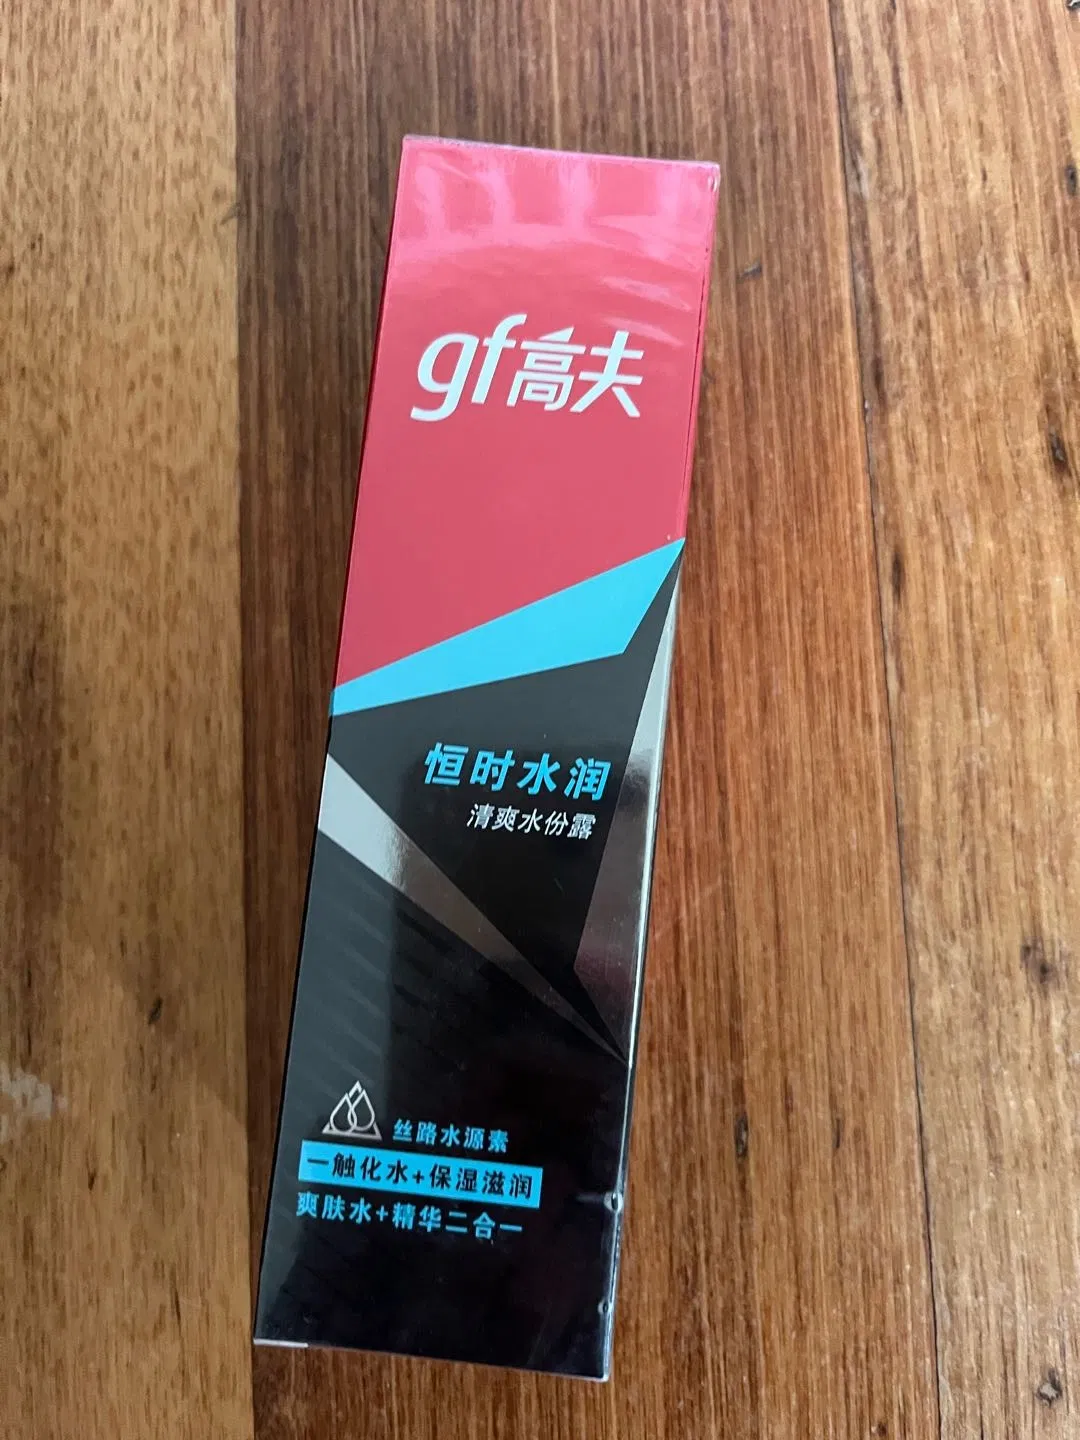 gf高夫
恒时水润
清爽水份露
丝路水源素
一触化水+保湿滋润
爽肤水+精华二合一